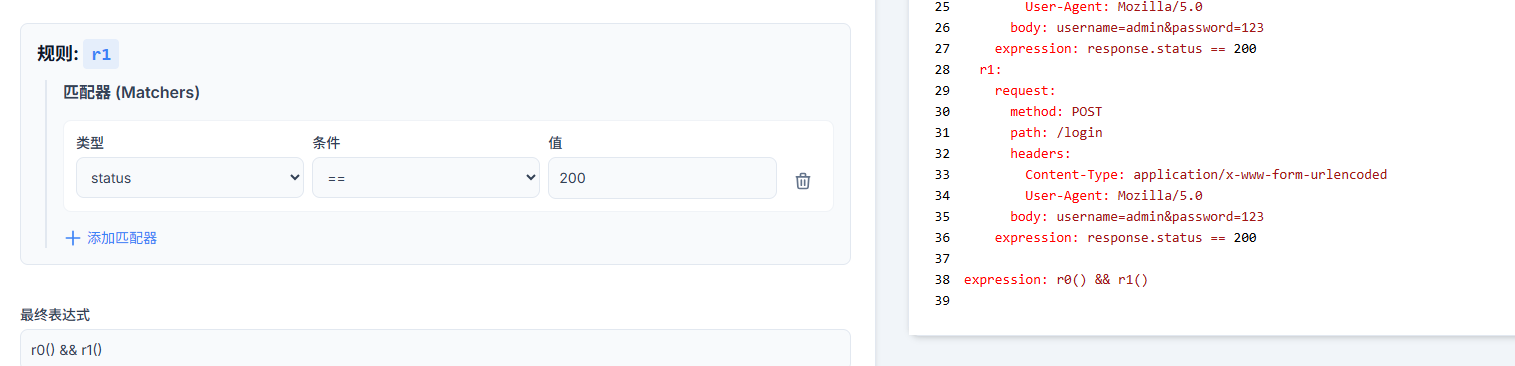 规则: r1
匹配器 (Matchers)
类型 条件 值
status == 200
添加匹配器
最终表达式
r0() && r1()
25 User-Agent: Mozilla/5.0
26 body: username=admin&password=123
27 expression: response.status == 200
28 r1:
29 request:
30 method: POST
31 path: /login
32 headers:
33 Content-Type: application/x-www-form-urlencoded
34 User-Agent: Mozilla/5.0
35 body: username=admin&password=123
36 expression: response.status == 200
37
38 expression: r0() && r1()
39